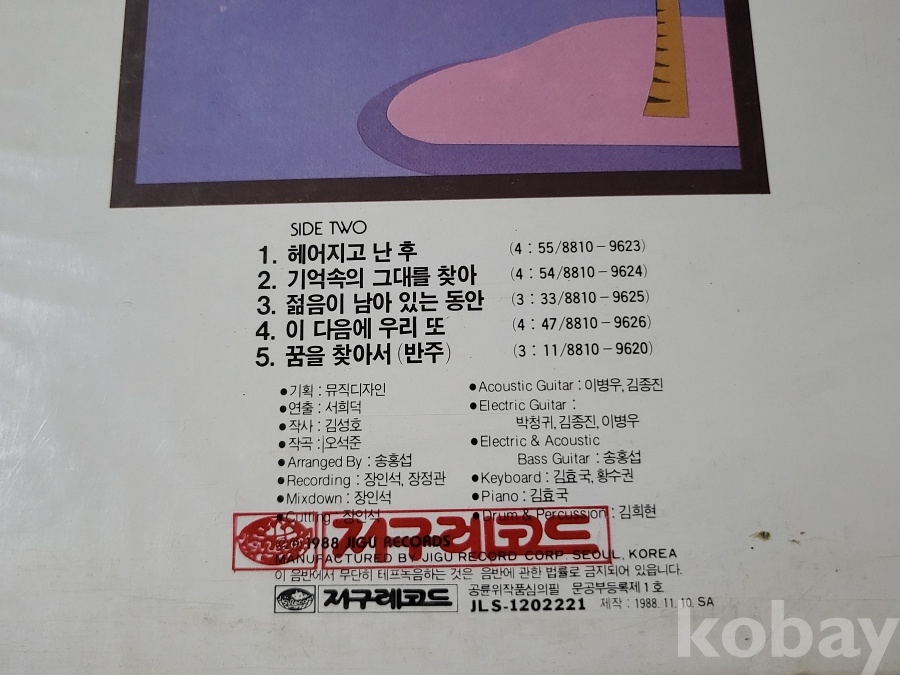 SIDE TWO
1. 헤어지고 난 후 (4 : 55/8810-9623)
2. 기억속의 그대를 찾아 (4 : 54/8810-9624)
3. 젊음이 남아 있는 동안 (3 : 33/8810-9625)
4. 이 다음에 우리 또 (4 : 47/8810-9626)
5. 꿈을 찾아서 (반주) (3 : 11/8810-9620)
●기획 : 뮤직디자인
●연출 : 서희덕
●작사 : 김성호
●작곡 : 오석준
●Arranged By : 송홍섭
●Recording : 장인석, 장정관
●Mixdown : 장인석
●Cutting : 장인석
●Acoustic Guitar : 이병우, 김종진
●Electric Guitar :
박청귀, 김종진, 이병우
●Electric & Acoustic
Bass Guitar : 송홍섭
●Keyboard : 김효국, 황수권
●Piano : 김효국
●Drum & Percussion : 김희현
지구레코드
1988 JIGU RECORDS
MANUFACTURED BY JIGU RECORD CORP. SEOUL, KOREA
이 음반에서 무단히 테프녹음하는 것은 음반에 관한 법률로 금지되어 있읍니다.
지구레코드
공륜위작품심의필 문공부등록제1호
JLS-1202221 제작 : 1988. 11. 10. SA
kobay